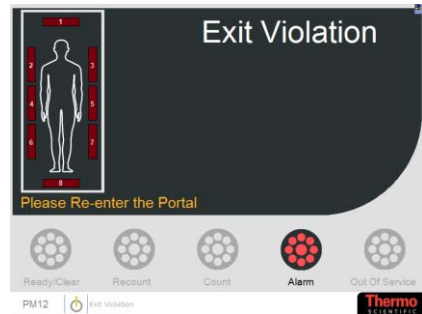 Exit Violation
1
2 3
4 5
6 7
8
Please Re-enter the Portal
Ready/Clear Recount Count Alarm Out Of Service
PM12 Exit Violation
Thermo
SCIENTIFIC